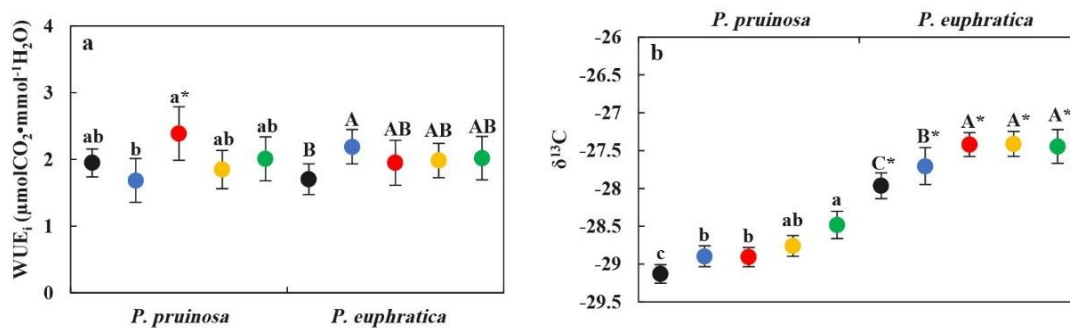 a
WUEᵢ (μmolCO₂•mmol⁻¹H₂O)
4
3
2
1
0
ab
b
a*
ab
ab
B
A
AB
AB
AB
P. pruinosa
P. euphratica
P. pruinosa
P. euphratica
b
δ¹³C
-26
-26.5
-27
-27.5
-28
-28.5
-29
-29.5
c
b
b
ab
a
C*
B*
A*
A*
A*